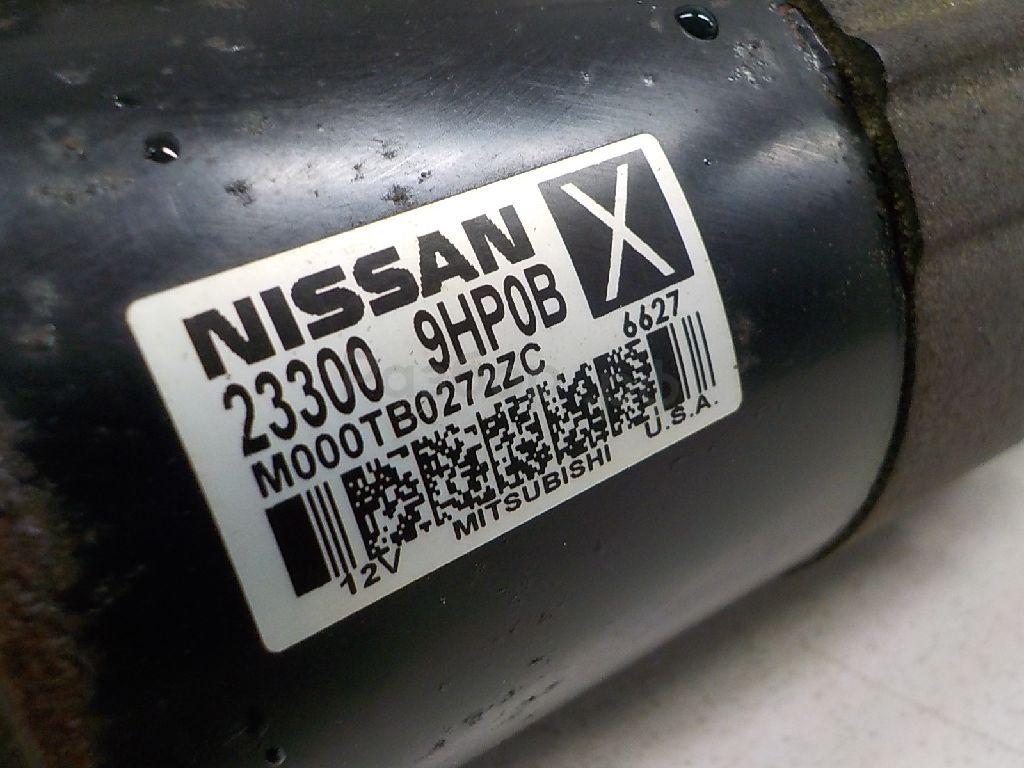 NISSAN X
23300 9HP0B
M000TB0272ZC 6627
12V MITSUBISHI U.S.A.